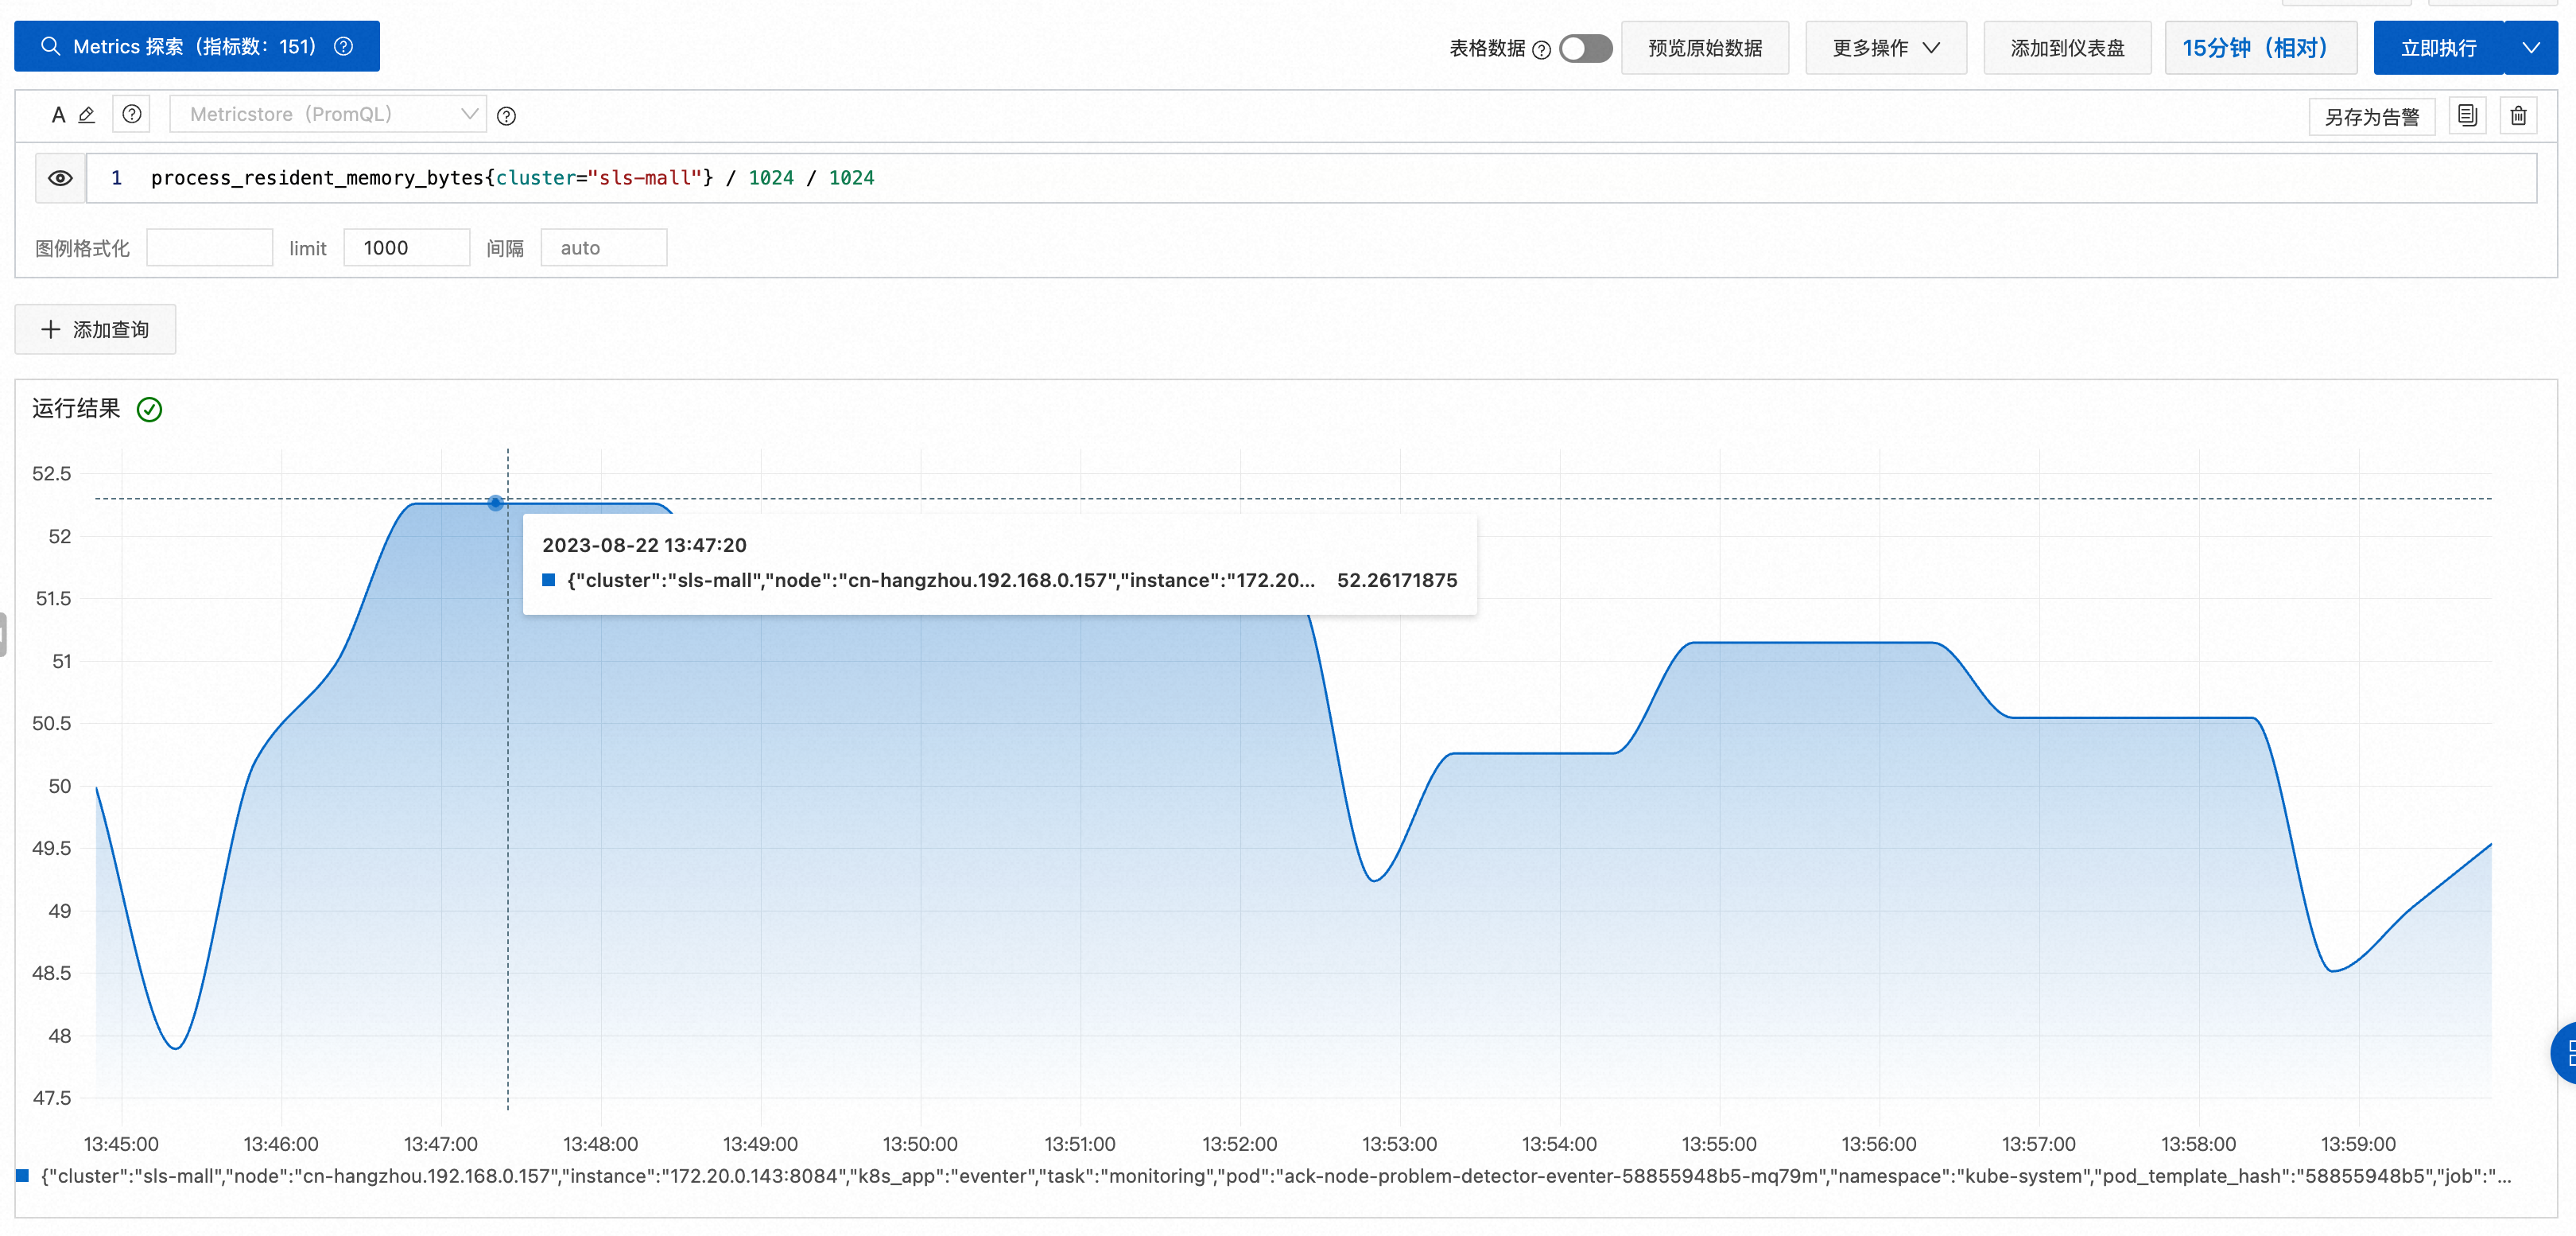 Metrics 探索（指标数：151）
表格数据
预览原始数据
更多操作
添加到仪表盘
15分钟（相对）
立即执行
A
Metricstore（PromQL）
另存为告警
1 process_resident_memory_bytes{cluster="sls-mall"} / 1024 / 1024
图例格式化 limit 1000 间隔 auto
添加查询
运行结果
52.5
52
51.5
51
50.5
50
49.5
49
48.5
48
47.5
2023-08-22 13:47:20
{"cluster":"sls-mall","node":"cn-hangzhou.192.168.0.157","instance":"172.20... 52.26171875
13:45:00 13:46:00 13:47:00 13:48:00 13:49:00 13:50:00 13:51:00 13:52:00 13:53:00 13:54:00 13:55:00 13:56:00 13:57:00 13:58:00 13:59:00
{"cluster":"sls-mall","node":"cn-hangzhou.192.168.0.157","instance":"172.20.0.143:8084","k8s_app":"eventer","task":"monitoring","pod":"ack-node-problem-detector-eventer-58855948b5-mq79m","namespace":"kube-system","pod_template_hash":"58855948b5","job":"...